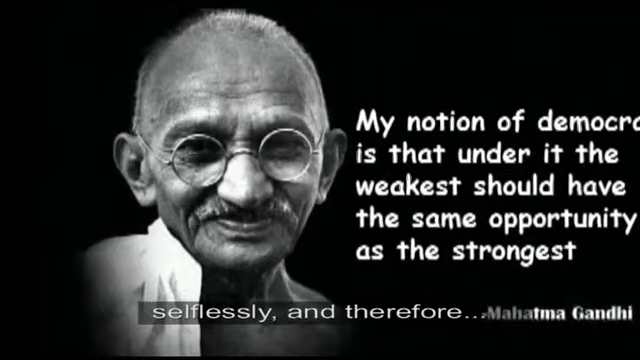 My notion of democra
is that under it the
weakest should have
the same opportunity
as the strongest
-Mahatma Gandhi
selflessly, and therefore...